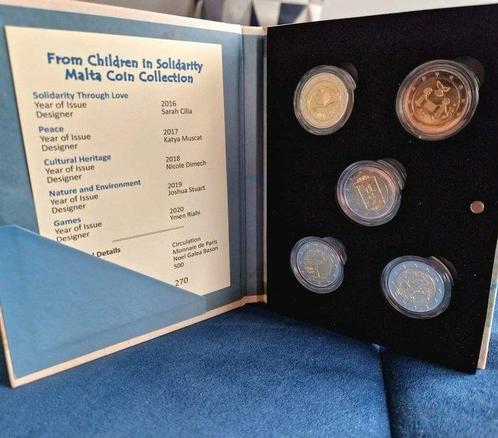 From Children in Solidarity
Malta Coin Collection
Solidarity Through Love
Year of Issue 2016
Designer Sarah Cilia
Peace
Year of Issue 2017
Designer Katya Muscat
Cultural Heritage
Year of Issue 2018
Designer Nicole Dimech
Nature and Environment
Year of Issue 2019
Designer Joshua Stuart
Games
Year of Issue 2020
Designer Ymen Riahi
Details Circulation
Monnaie de Paris
Noel Galea Bason
500
270